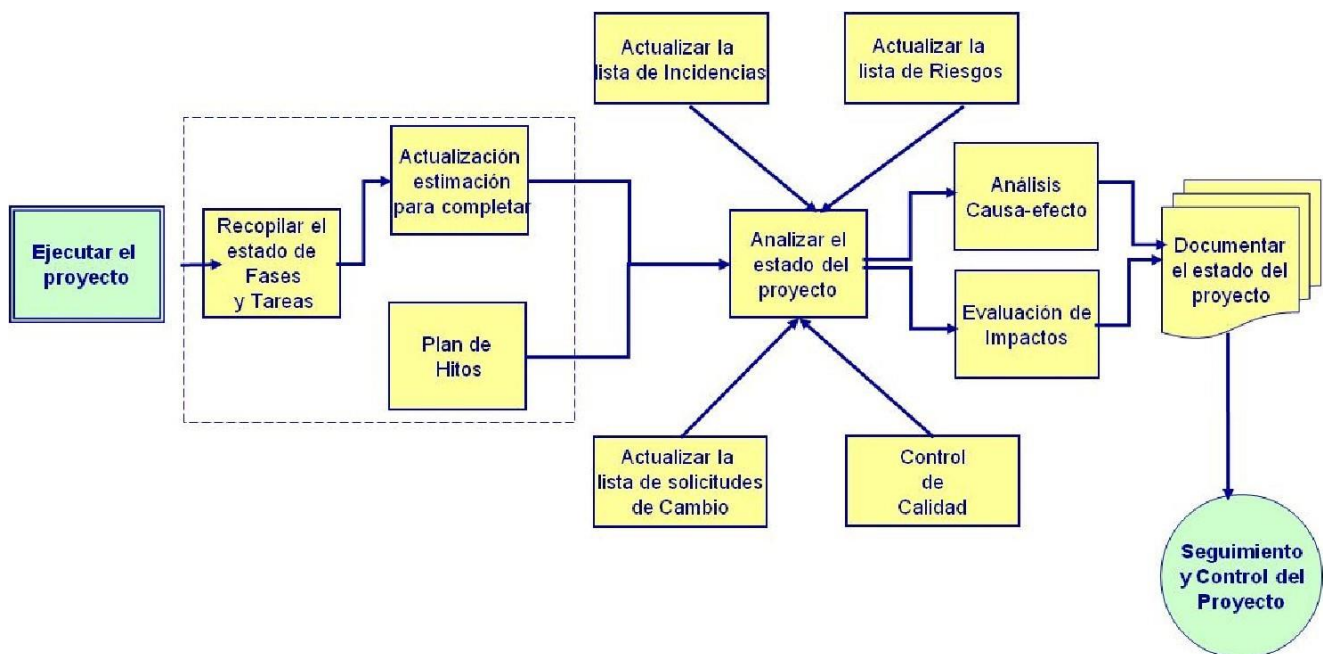 Actualizar la
lista de Incidencias
Actualizar la
lista de Riesgos
Ejecutar el
proyecto
Recopilar el
estado de
Fases
y Tareas
Actualización
estimación
para completar
Plan de
Hitos
Analizar el
estado del
proyecto
Análisis
Causa-efecto
Evaluación de
Impactos
Documentar
el estado del
proyecto
Actualizar la
lista de solicitudes
de Cambio
Control
de
Calidad
Seguimiento
y Control del
Proyecto